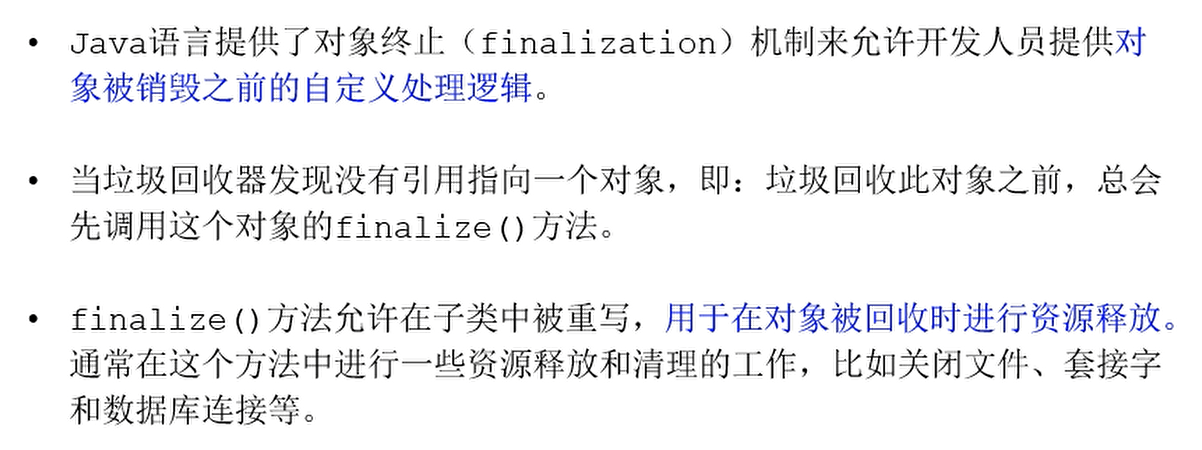 • Java语言提供了对象终止（finalization）机制来允许开发人员提供对
象被销毁之前的自定义处理逻辑。
• 当垃圾回收器发现没有引用指向一个对象，即：垃圾回收此对象之前，总会
先调用这个对象的finalize()方法。
• finalize()方法允许在子类中被重写，用于在对象被回收时进行资源释放。
通常在这个方法中进行一些资源释放和清理的工作，比如关闭文件、套接字
和数据库连接等。